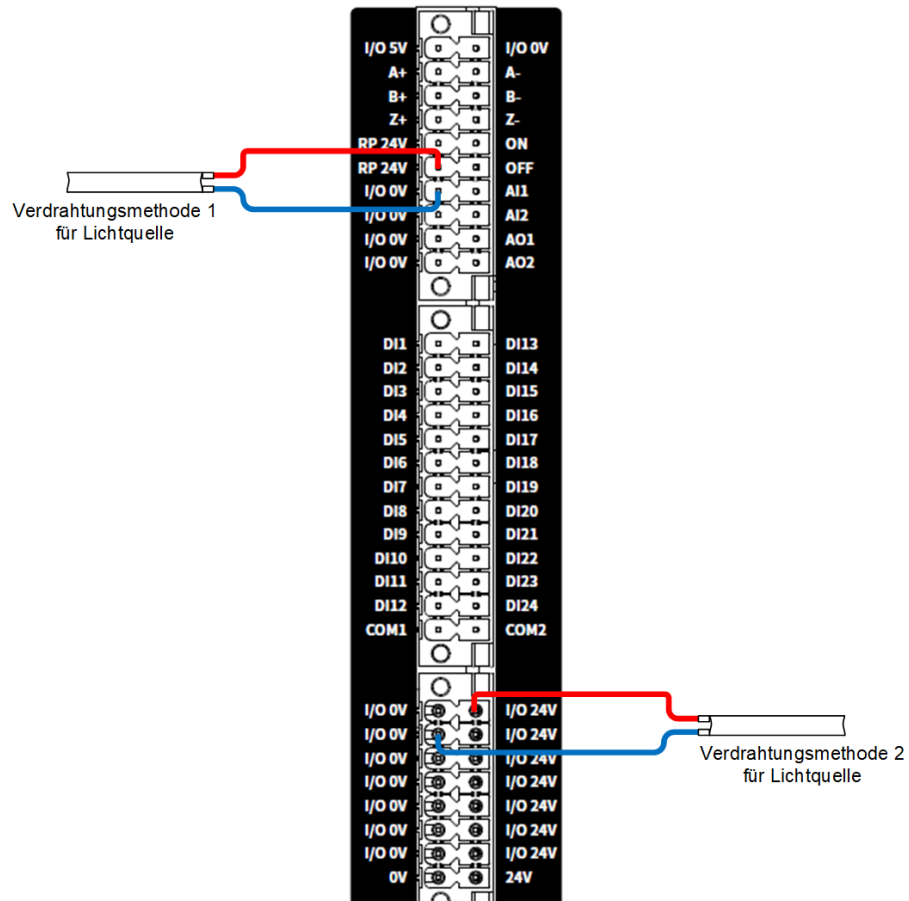 I/O 5V I/O 0V
A+ A-
B+ B-
Z+ Z-
RP 24V ON
RP 24V OFF
I/O 0V AI1
I/O 0V AI2
I/O 0V AO1
I/O 0V AO2
Verdrahtungsmethode 1
für Lichtquelle
DI1 DI13
DI2 DI14
DI3 DI15
DI4 DI16
DI5 DI17
DI6 DI18
DI7 DI19
DI8 DI20
DI9 DI21
DI10 DI22
DI11 DI23
DI12 DI24
COM1 COM2
I/O 0V I/O 24V
I/O 0V I/O 24V
I/O 0V I/O 24V
I/O 0V I/O 24V
I/O 0V I/O 24V
I/O 0V I/O 24V
I/O 0V I/O 24V
0V 24V
Verdrahtungsmethode 2
für Lichtquelle